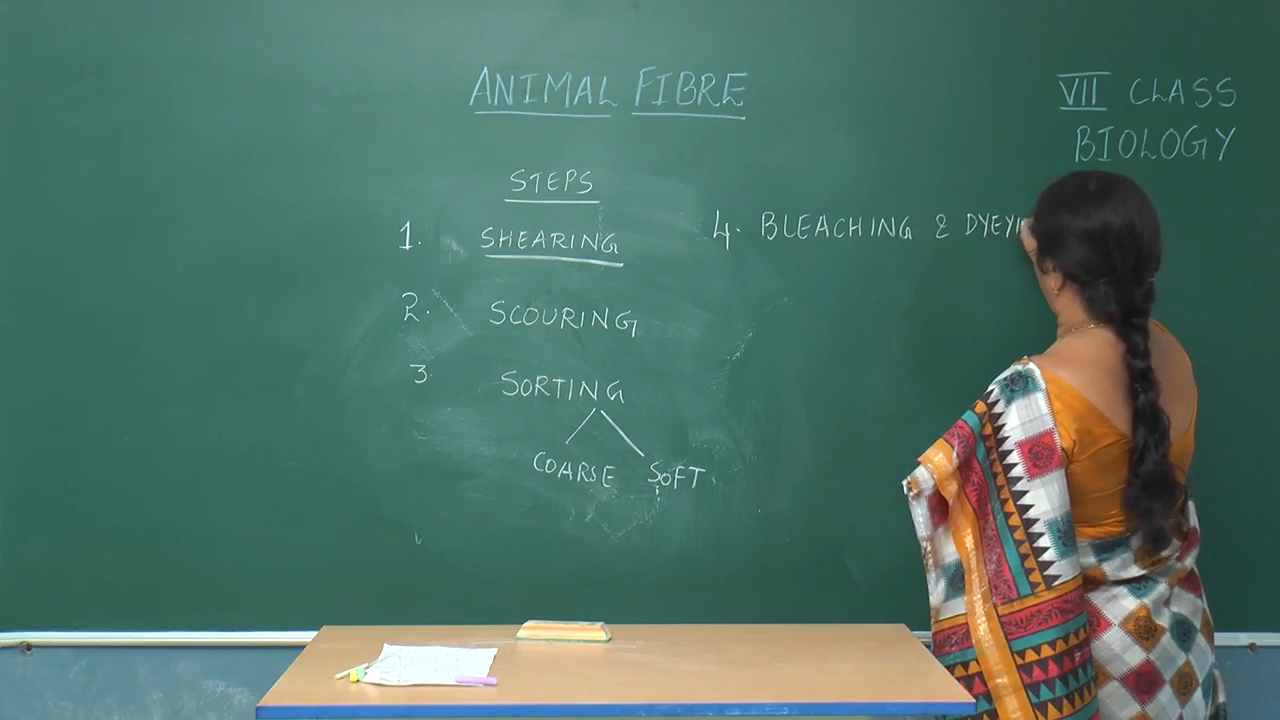 ANIMAL FIBRE
VII CLASS
BIOLOGY
STEPS
1. SHEARING
2. SCOURING
3. SORTING
COARSE SOFT
4. BLEACHING & DYEYI